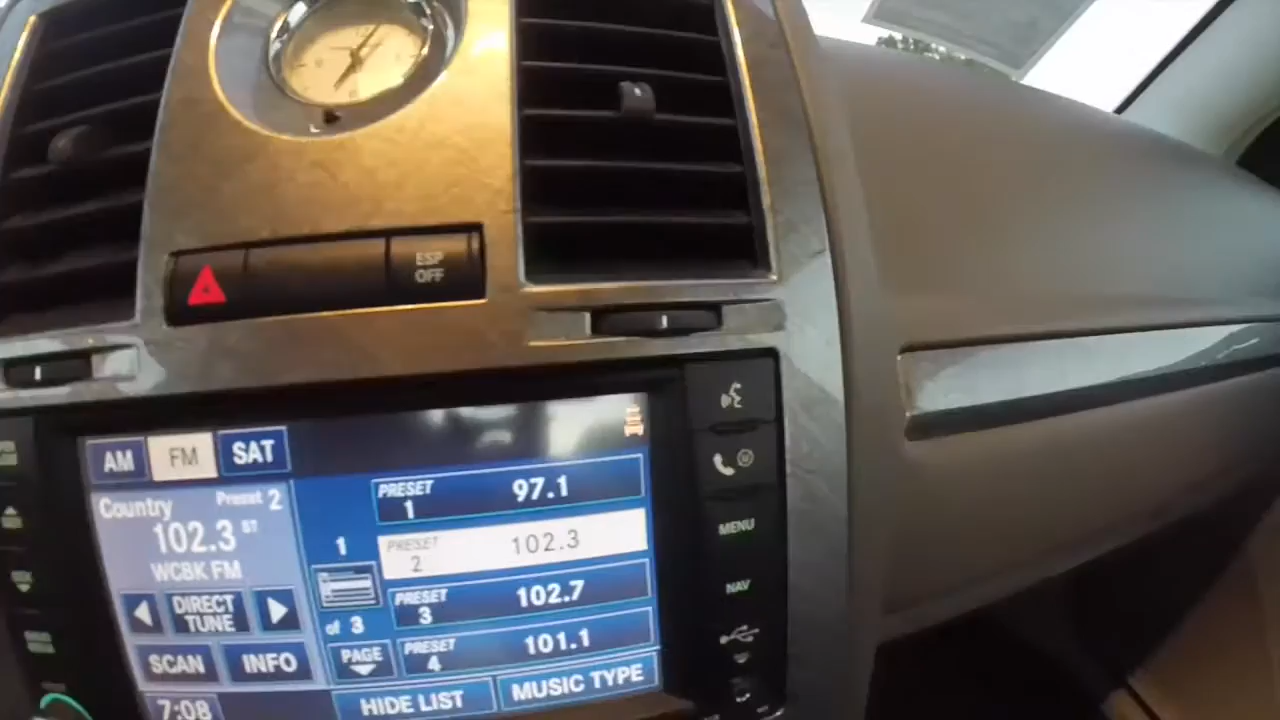 ESP
OFF
AM FM SAT
Country Preset 2
102.3 ST
WCBK FM
DIRECT
TUNE
SCAN INFO
7:08
1
of 3
PAGE
PRESET
1 97.1
PRESET
2 102.3
PRESET
3 102.7
PRESET
4 101.1
HIDE LIST MUSIC TYPE
MENU
NAV